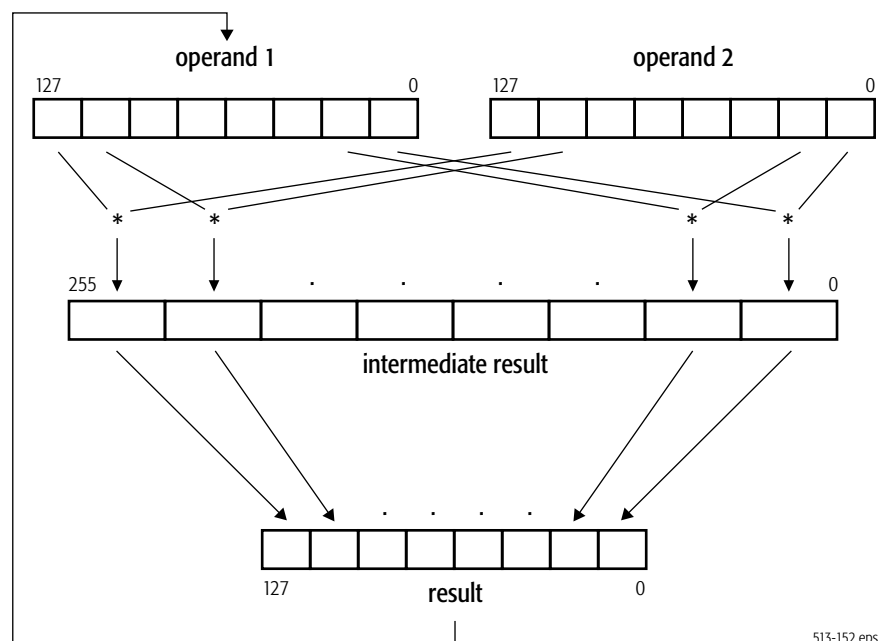 operand 1 operand 2
127 0 127 0
* * * *
255 . . . . 0
intermediate result
. . . .
127 result 0
513-152.eps